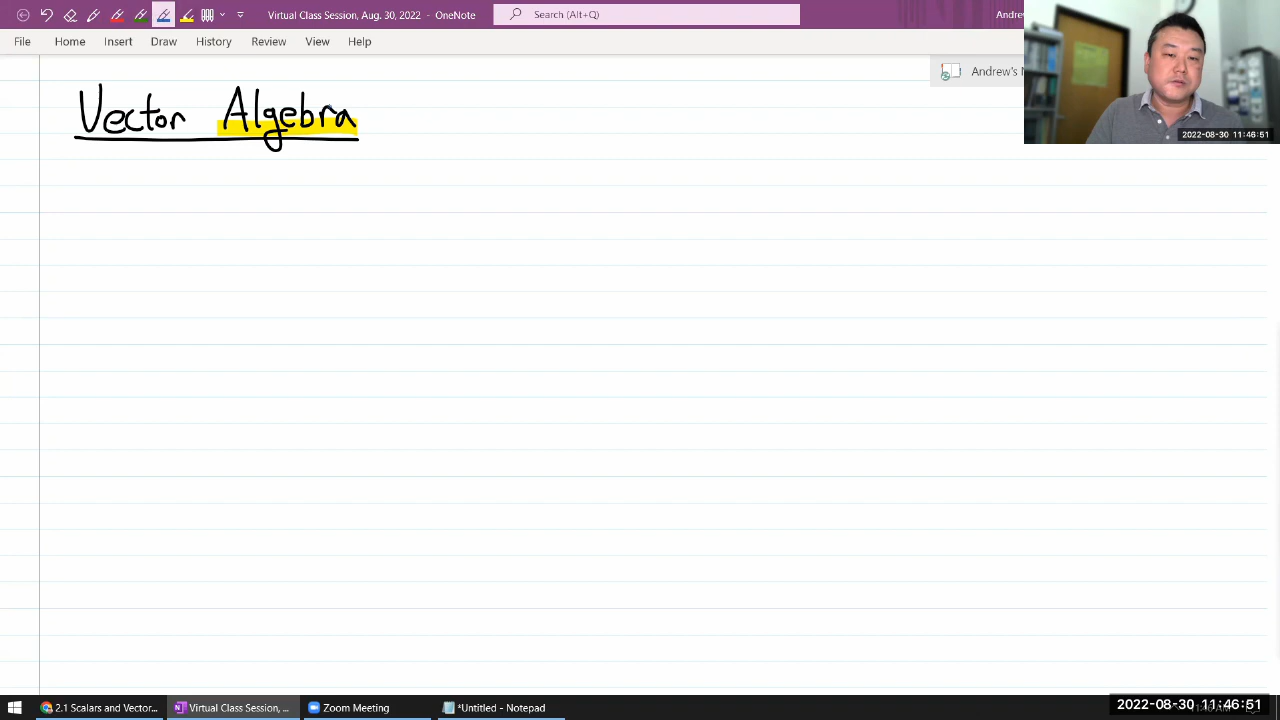 Virtual Class Session, Aug. 30, 2022 - OneNote
Search (Alt+Q)
Andrew
File Home Insert Draw History Review View Help
Andrew's N
Vector Algebra
2022-08-30 11:46:51
2.1 Scalars and Vector...
Virtual Class Session, ...
Zoom Meeting
*Untitled - Notepad
2022-08-30 11:46:51